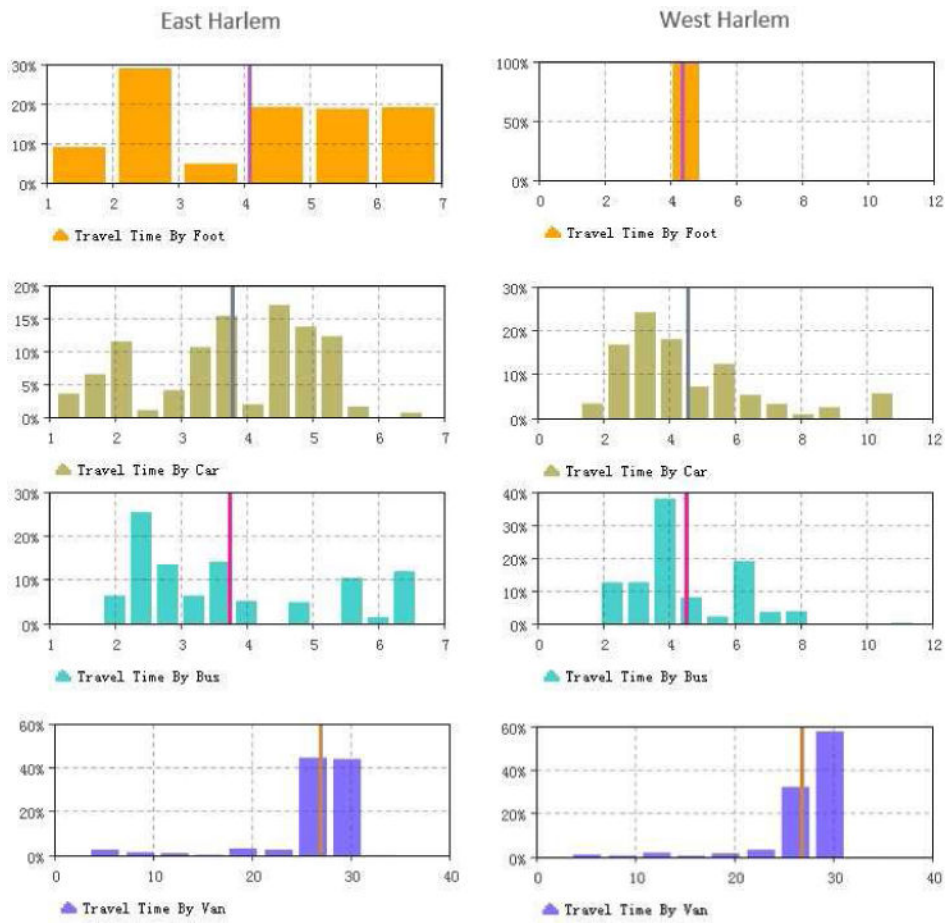 East Harlem
West Harlem
30%
20%
10%
0%
1 2 3 4 5 6 7
Travel Time By Foot
100%
50%
0%
0 2 4 6 8 10 12
Travel Time By Foot
20%
15%
10%
5%
0%
1 2 3 4 5 6 7
Travel Time By Car
30%
20%
10%
0%
0 2 4 6 8 10 12
Travel Time By Car
30%
20%
10%
0%
1 2 3 4 5 6 7
Travel Time By Bus
40%
30%
20%
10%
0%
0 2 4 6 8 10 12
Travel Time By Bus
60%
40%
20%
0%
0 10 20 30 40
Travel Time By Van
60%
40%
20%
0%
0 10 20 30 40
Travel Time By Van